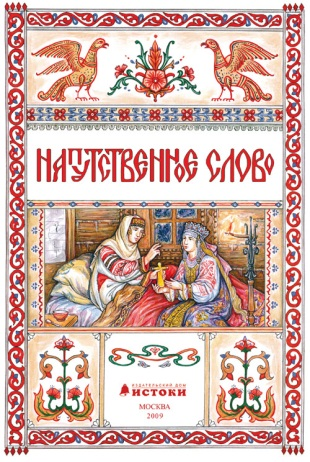 НАПУТСТВЕННОЕ СЛОВО
ИЗДАТЕЛЬСКИЙ ДОМ
ИСТОКИ
МОСКВА
2009